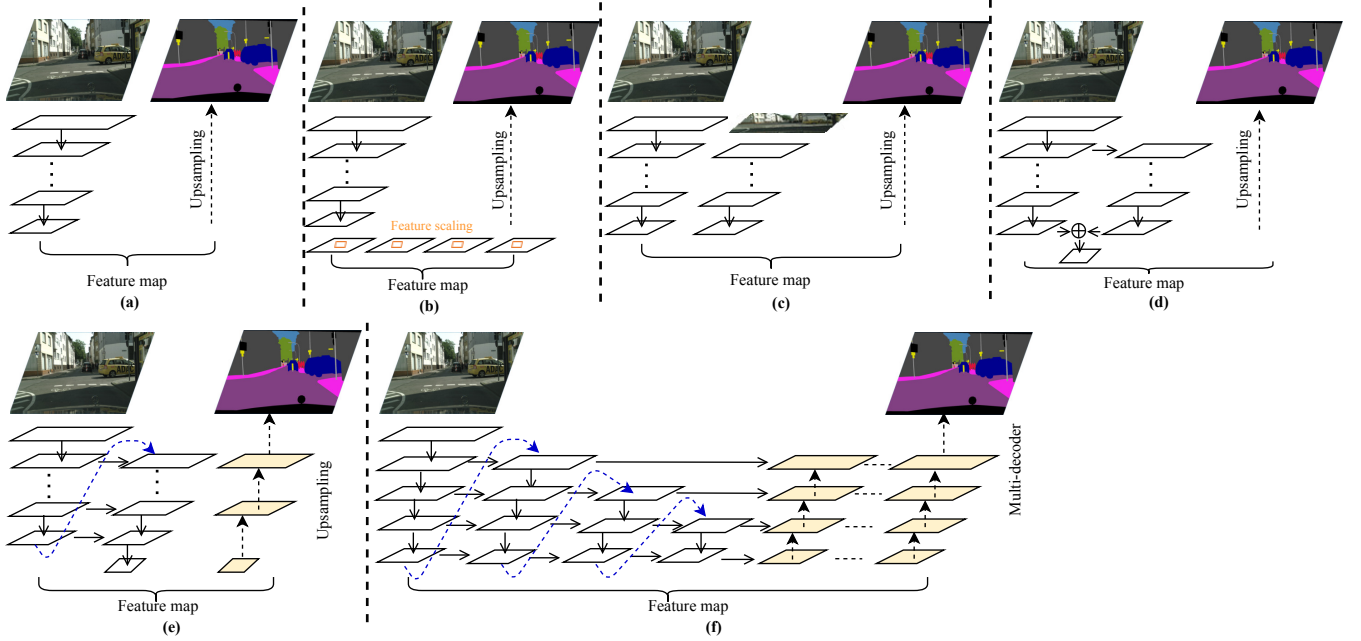 Upsampling
Feature map
(a)
Upsampling
Feature scaling
Feature map
(b)
Upsampling
Feature map
(c)
Upsampling
Feature map
(d)
Upsampling
Feature map
(e)
Multi-decoder
Feature map
(f)